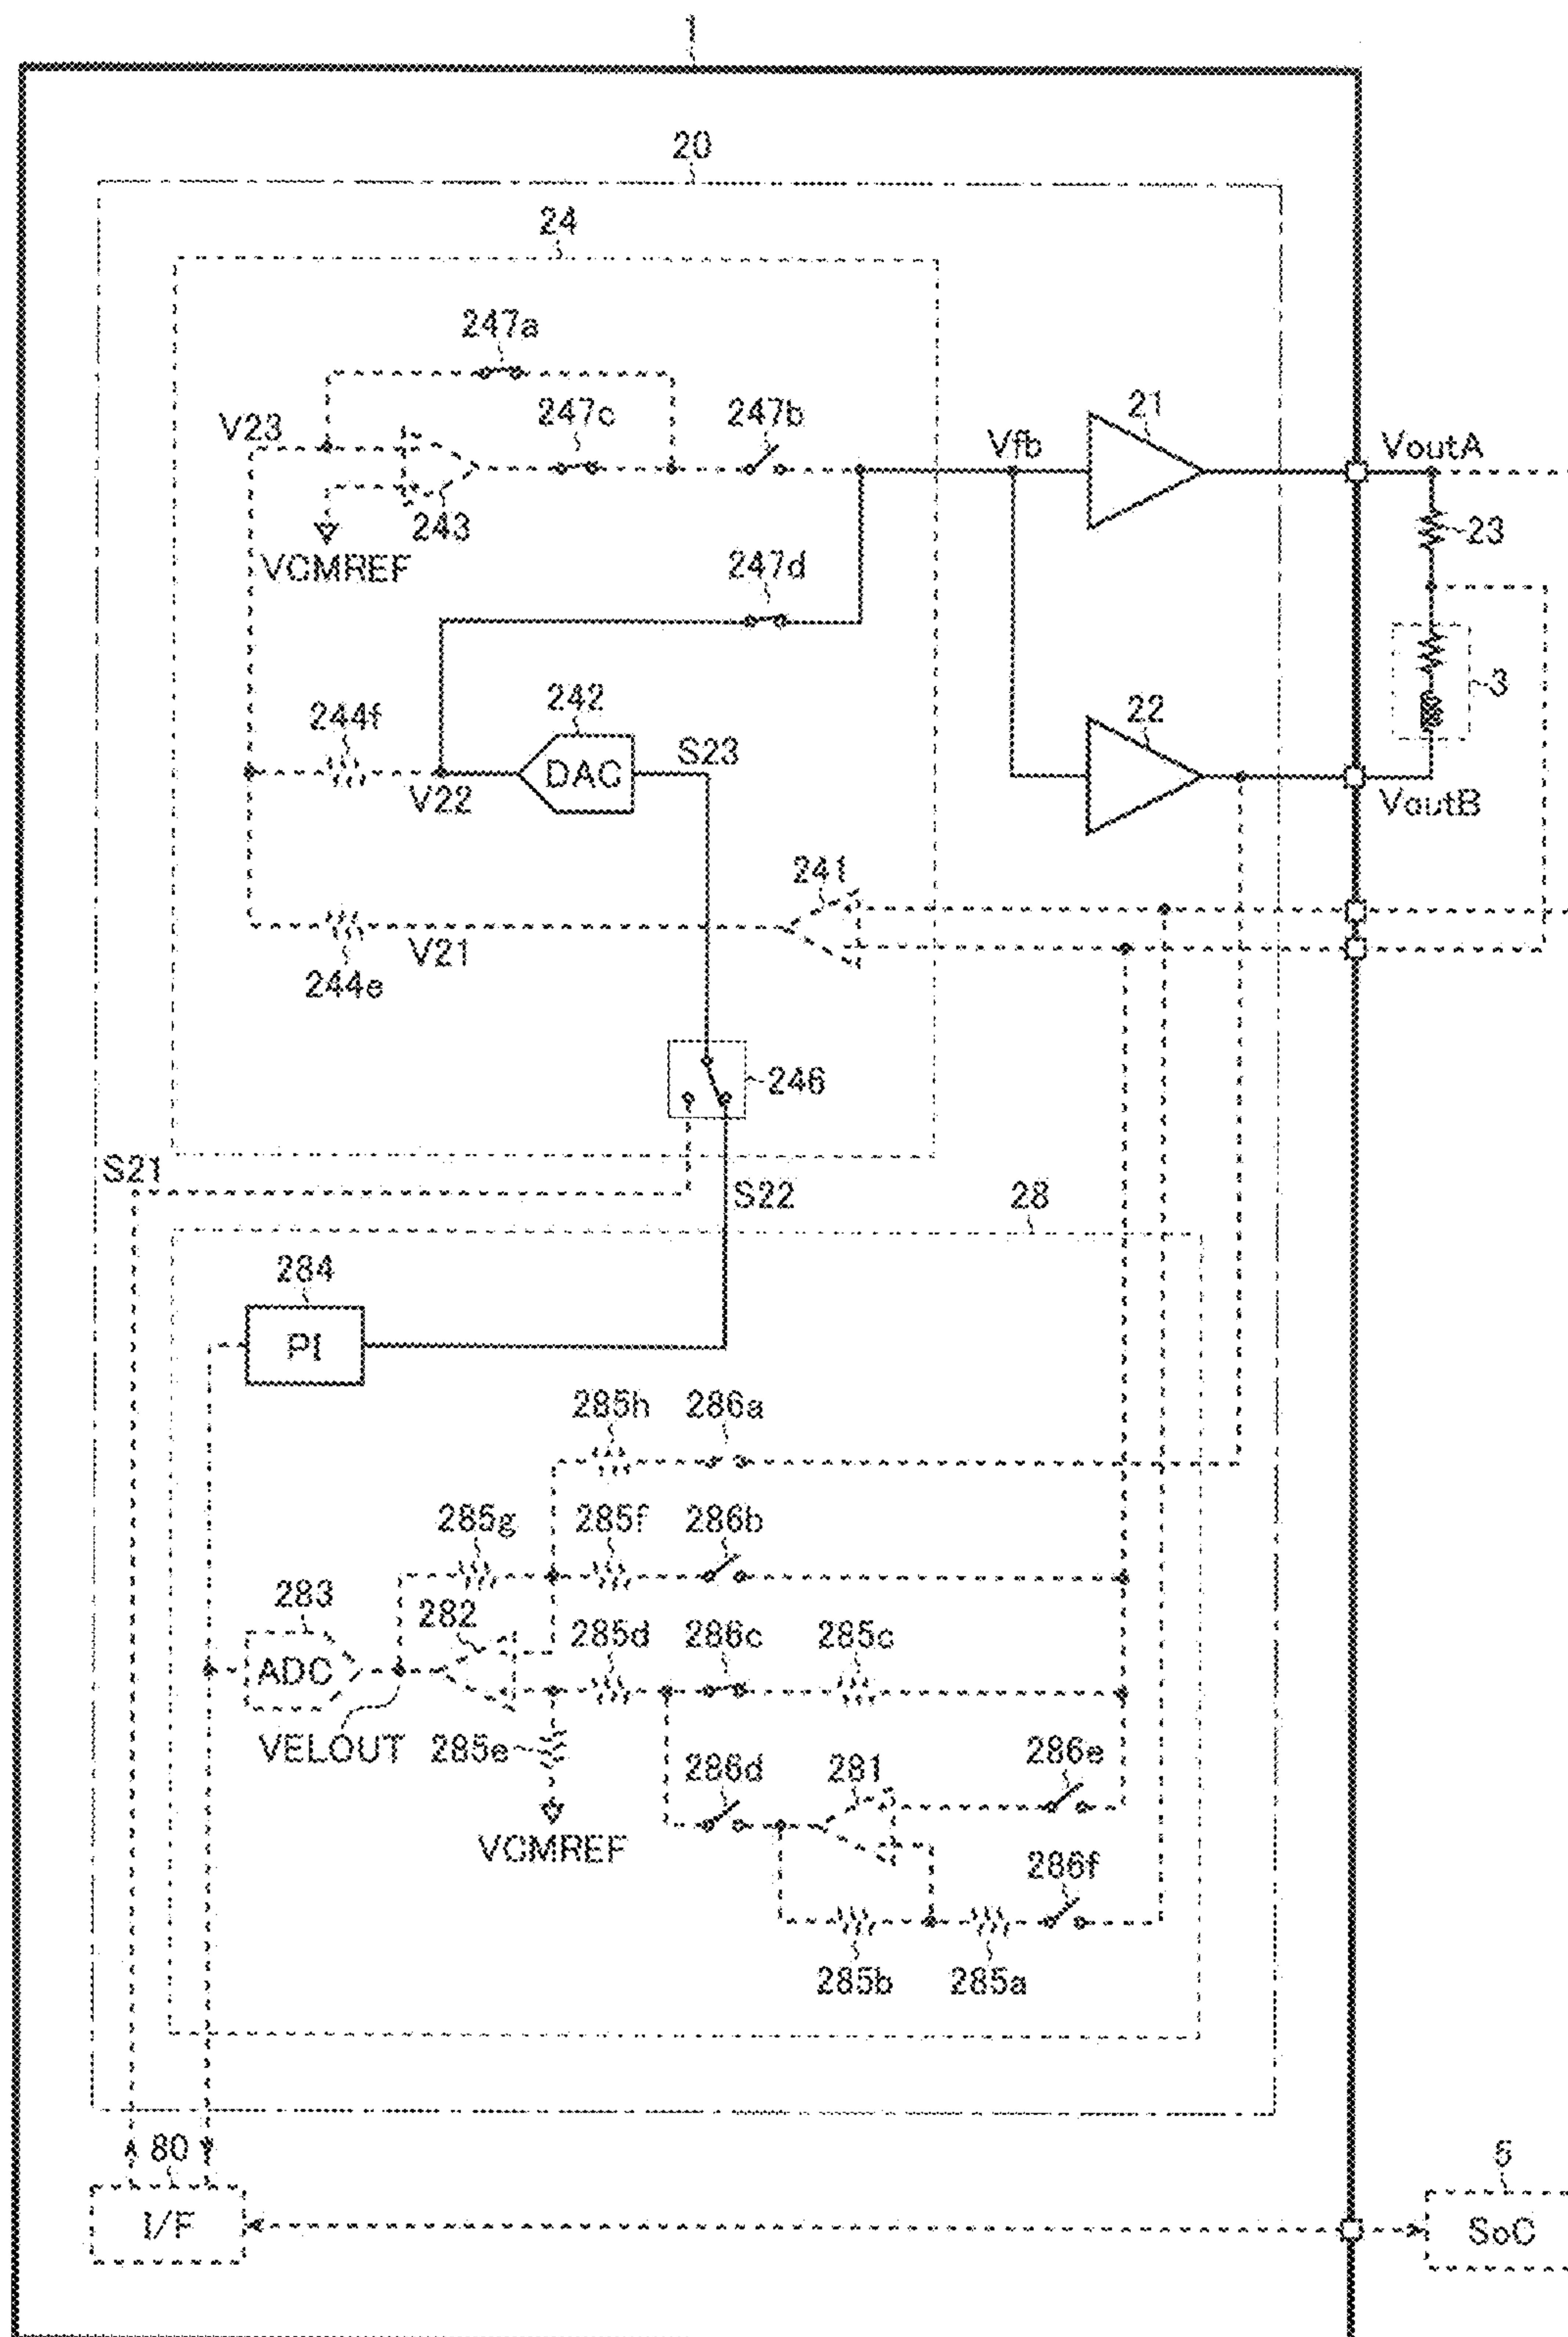 1
20
24
247a
V23
247c
247b
Vfb
21
VoutA
243
23
VCMREF
247d
3
244f
242
22
DAC
S23
V22
VoutB
241
V21
244e
246
S21
S22
28
284
PI
285h
286a
285g
285f
286b
283
282
285d
286c
285c
ADC
VELOUT
285e
286d
281
286e
VCMREF
286f
285b
285a
80
I/F
SoC